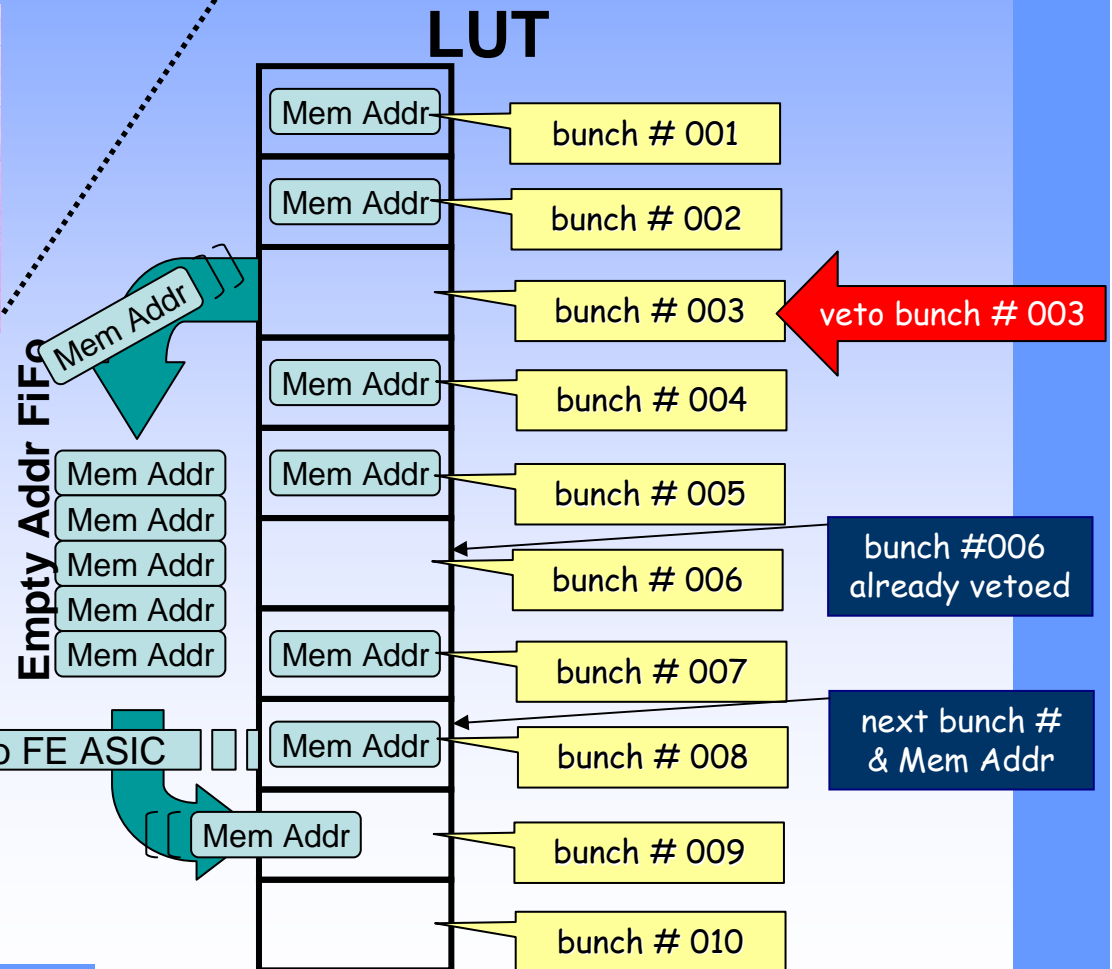 LUT
Mem Addr
bunch # 001
Mem Addr
bunch # 002
Mem Addr
bunch # 003
veto bunch # 003
Mem Addr
bunch # 004
Empty Addr FiFo
Mem Addr
Mem Addr
Mem Addr
Mem Addr
Mem Addr
Mem Addr
bunch # 005
bunch # 006
bunch #006
already vetoed
Mem Addr
bunch # 007
FE ASIC
Mem Addr
bunch # 008
next bunch #
& Mem Addr
Mem Addr
bunch # 009
bunch # 010